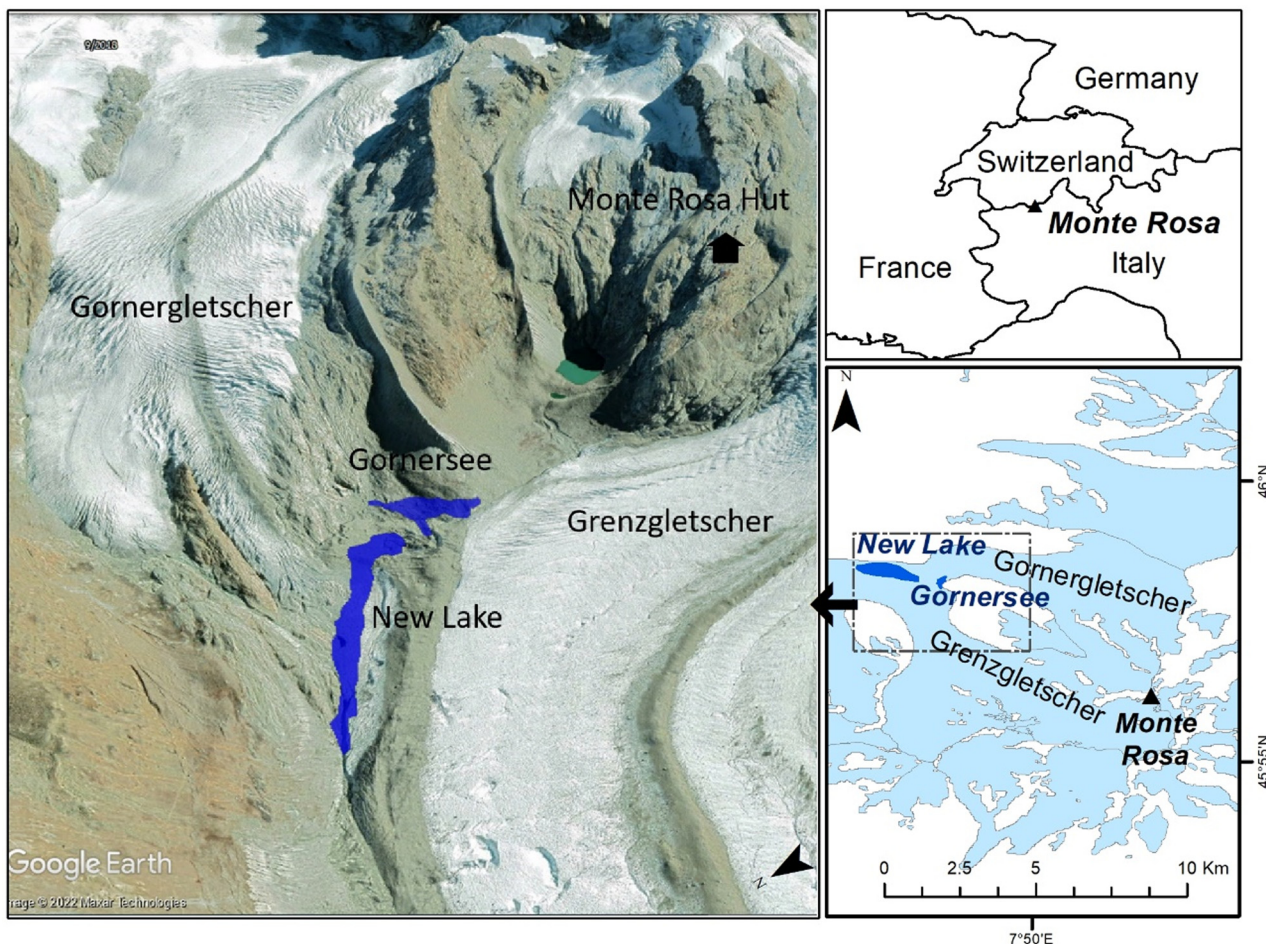 9/2018
Monte Rosa Hut
Gornergletscher
Gornersee
Grenzgletscher
New Lake
Google Earth
rage © 2022 Maxar Technologies
N
Germany
Switzerland
Monte Rosa
France
Italy
N
46°N
New Lake
Gornergletscher
Gornersee
Grenzgletscher
Monte
Rosa
45°55'N
0 2.5 5 10 Km
7°50'E